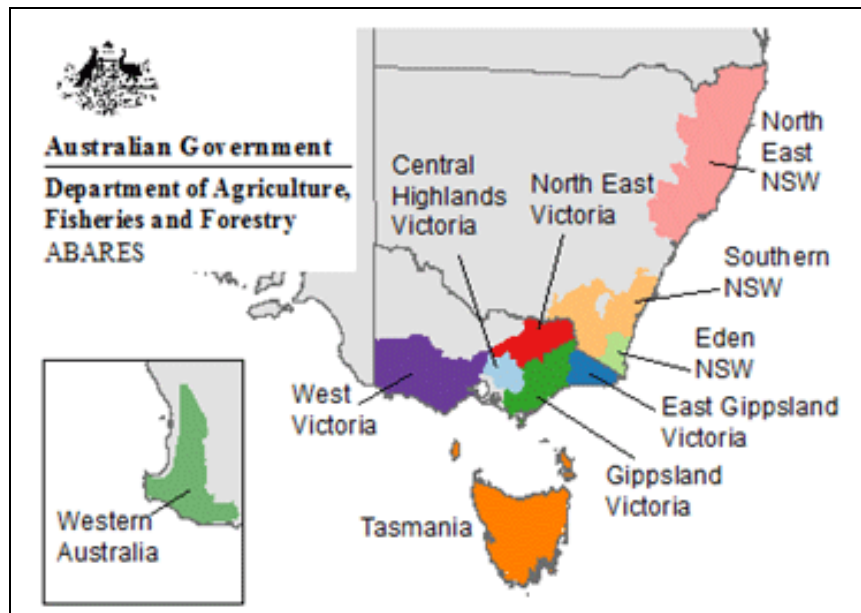 Australian Government
Department of Agriculture,
Fisheries and Forestry
ABARES
Central
Highlands
Victoria
North East
Victoria
North
East
NSW
Southern
NSW
Eden
NSW
West
Victoria
East Gippsland
Victoria
Gippsland
Victoria
Tasmania
Western
Australia